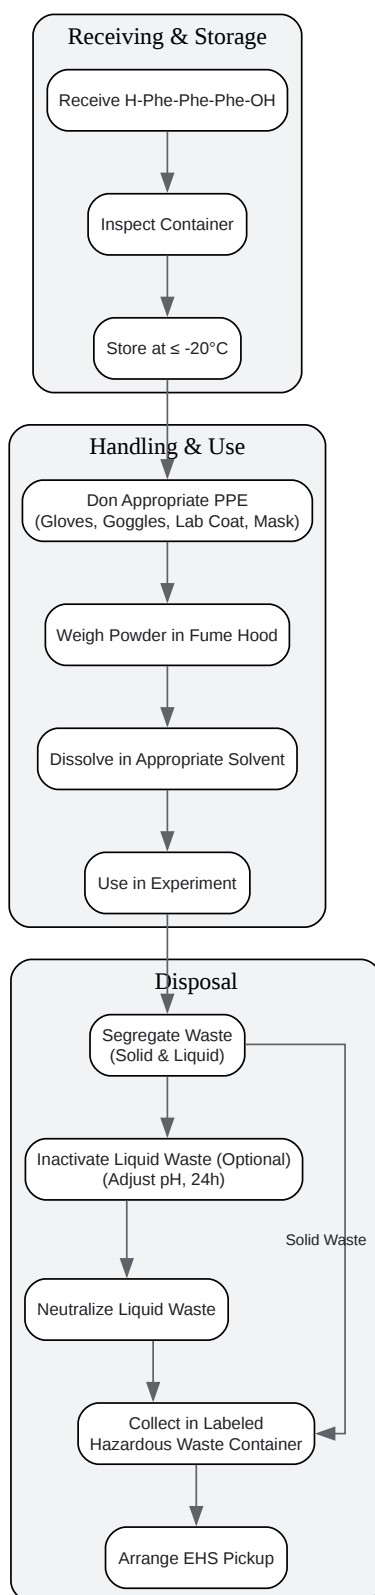 Receiving & Storage
Receive H-Phe-Phe-Phe-OH
Inspect Container
Store at ≤ -20°C
Handling & Use
Don Appropriate PPE
(Gloves, Goggles, Lab Coat, Mask)
Weigh Powder in Fume Hood
Dissolve in Appropriate Solvent
Use in Experiment
Disposal
Segregate Waste
(Solid & Liquid)
Inactivate Liquid Waste (Optional)
(Adjust pH, 24h)
Solid Waste
Neutralize Liquid Waste
Collect in Labeled
Hazardous Waste Container
Arrange EHS Pickup